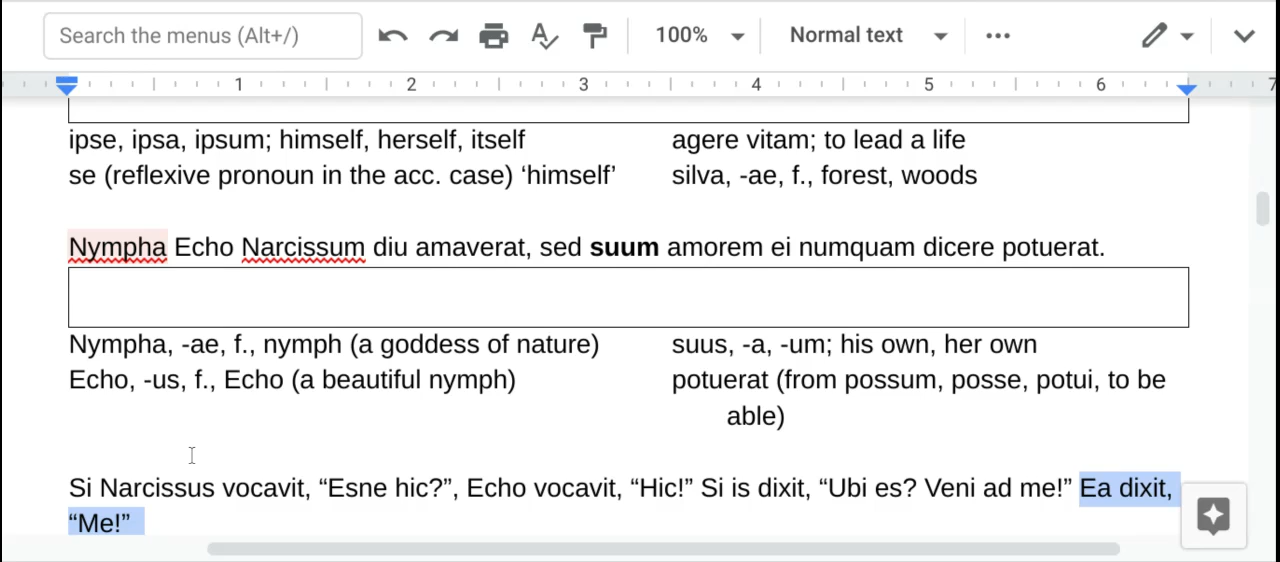 Search the menus (Alt+/) 100% Normal text
1 2 3 4 5 6 7
ipse, ipsa, ipsum; himself, herself, itself agere vitam; to lead a life
se (reflexive pronoun in the acc. case) ‘himself’ silva, -ae, f., forest, woods
Nympha Echo Narcissum diu amaverat, sed suum amorem ei numquam dicere potuerat.
Nympha, -ae, f., nymph (a goddess of nature) suus, -a, -um; his own, her own
Echo, -us, f., Echo (a beautiful nymph) potuerat (from possum, posse, potui, to be
able)
Si Narcissus vocavit, “Esne hic?”, Echo vocavit, “Hic!” Si is dixit, “Ubi es? Veni ad me!” Ea dixit,
“Me!”